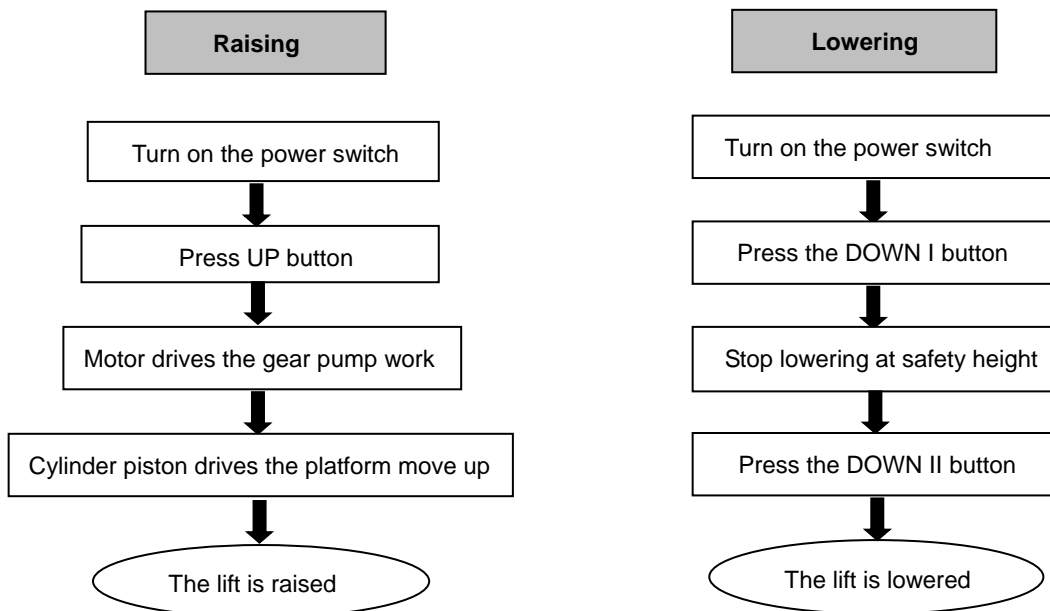 Raising
Turn on the power switch
Press UP button
Motor drives the gear pump work
Cylinder piston drives the platform move up
The lift is raised
Lowering
Turn on the power switch
Press the DOWN I button
Stop lowering at safety height
Press the DOWN II button
The lift is lowered